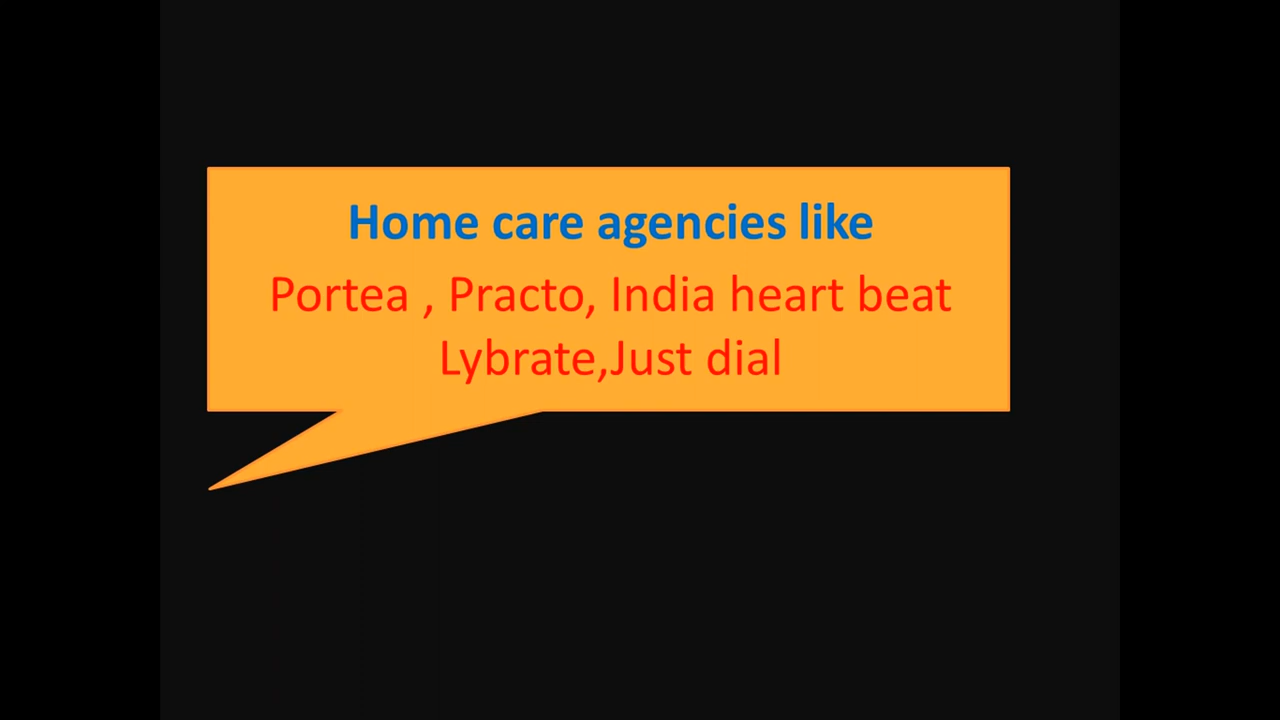 Home care agencies like
Portea , Practo, India heart beat
Lybrate,Just dial